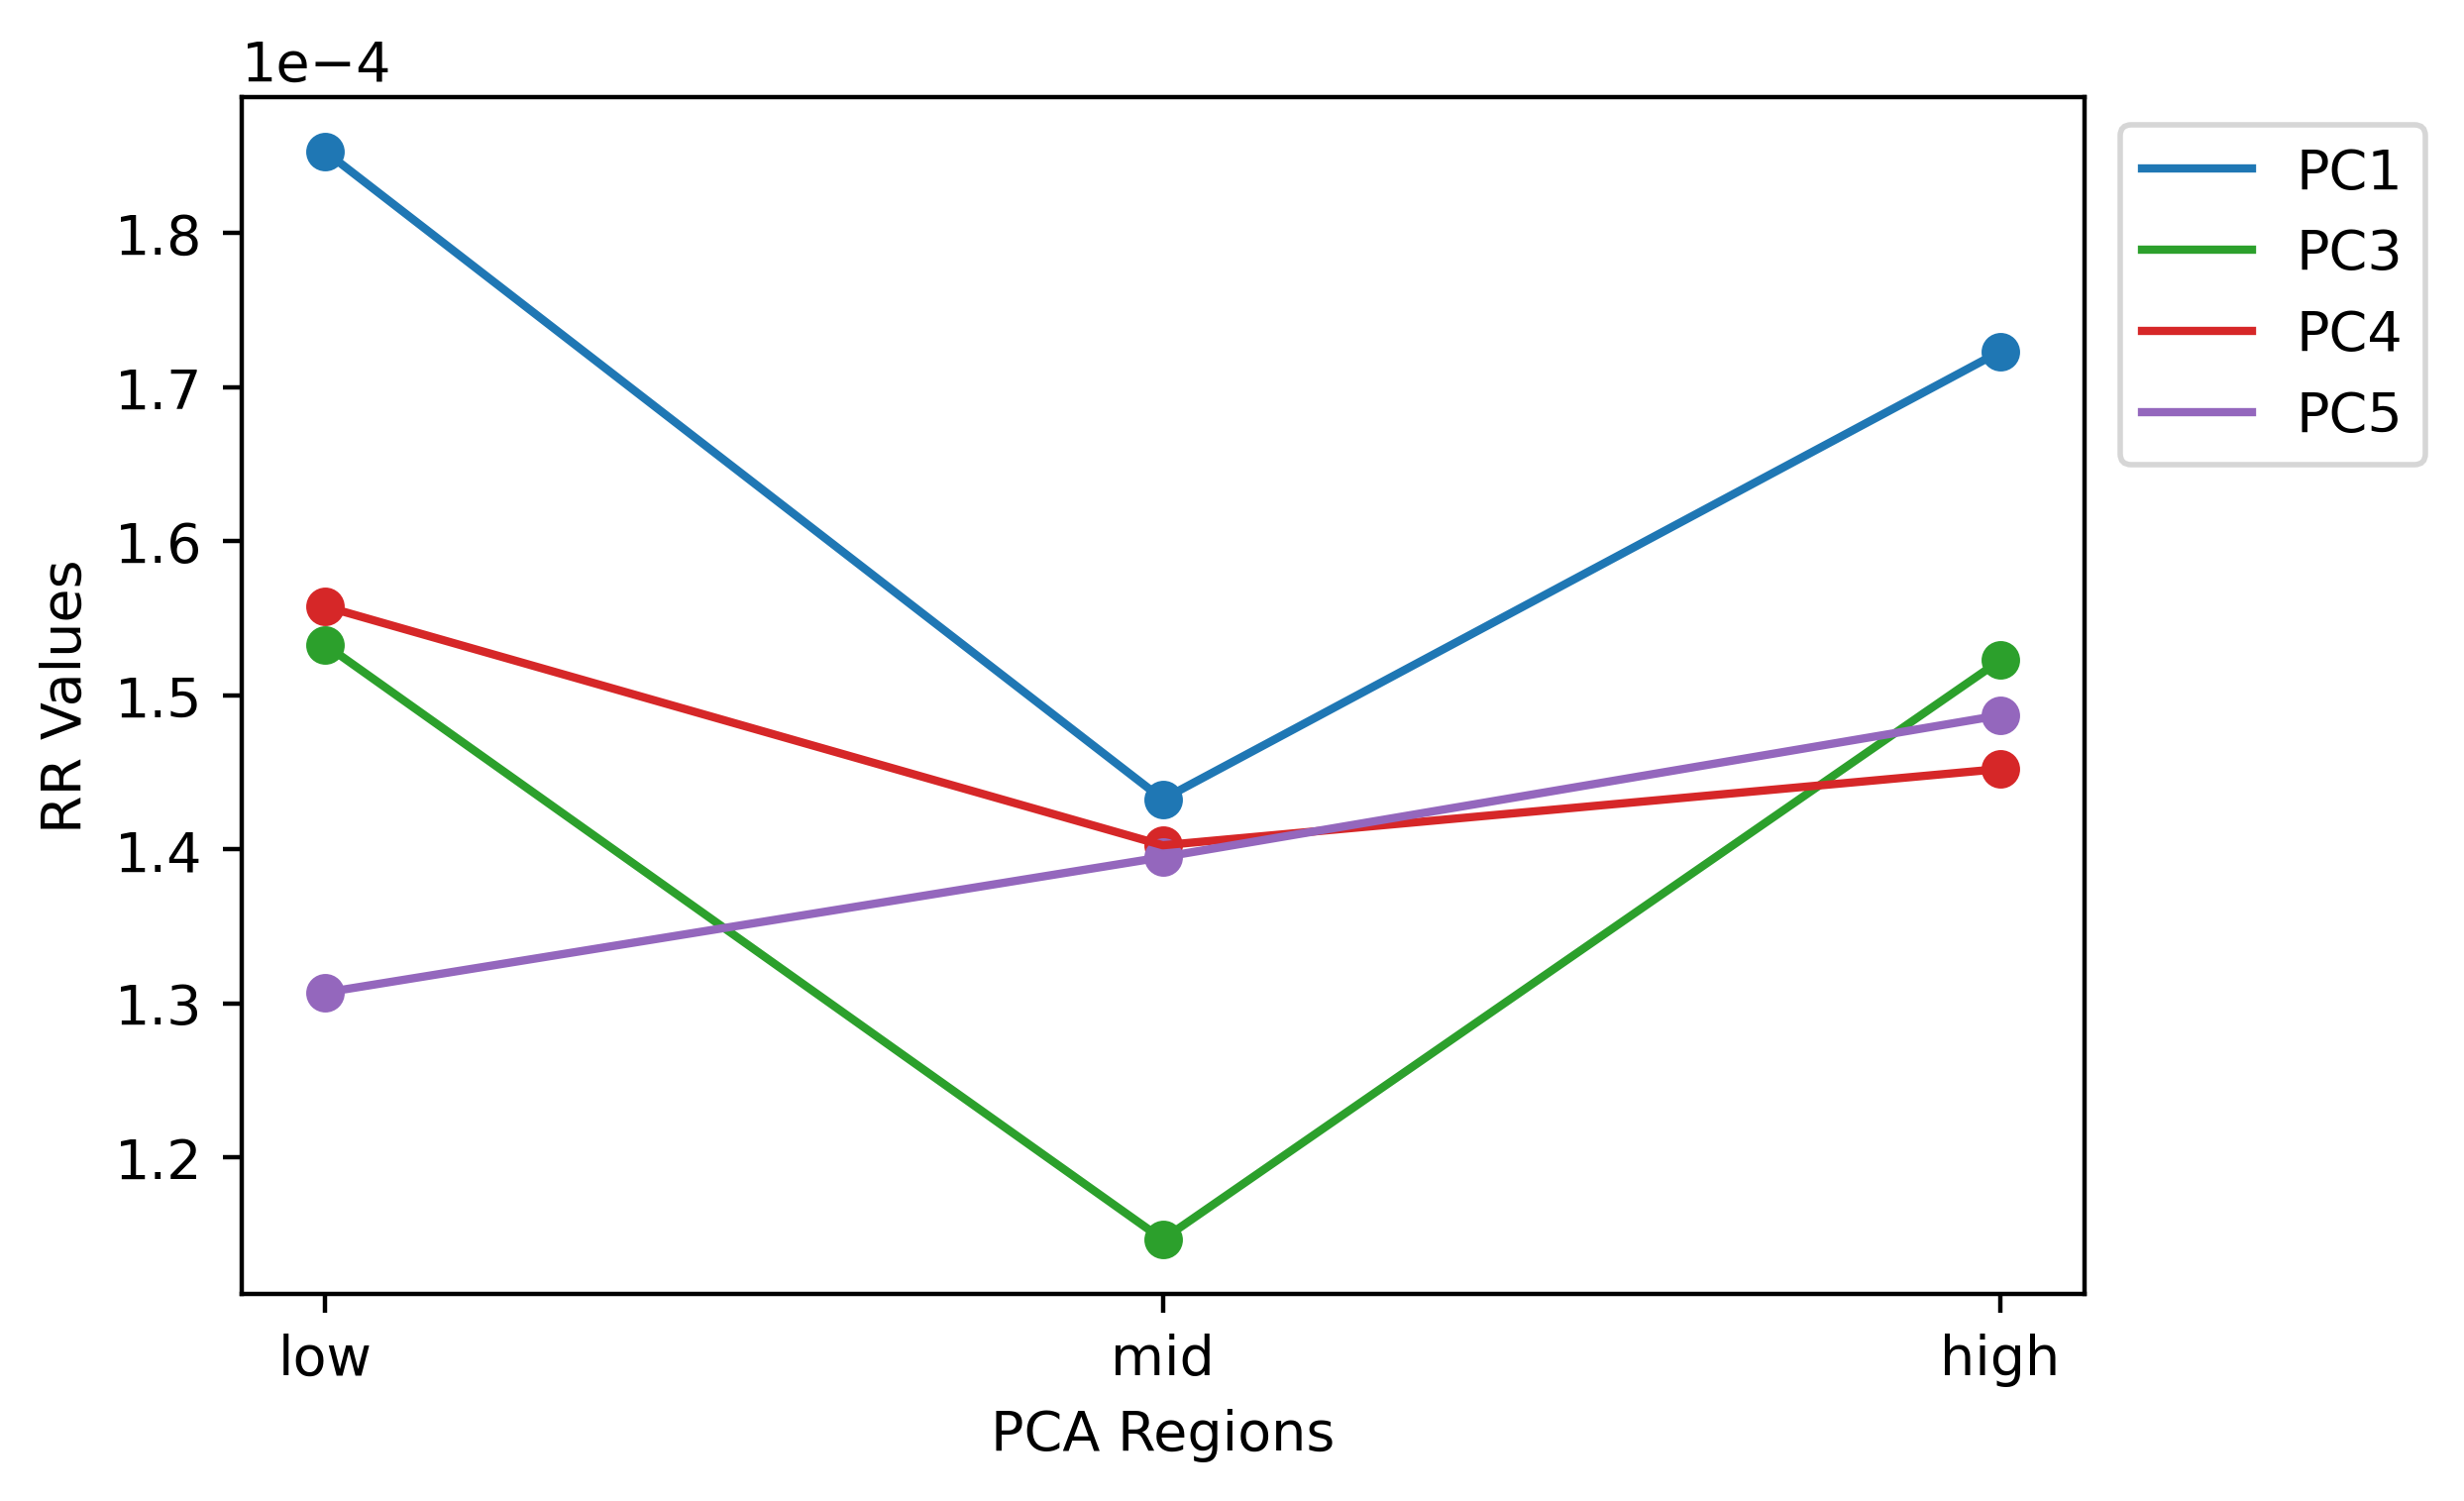 1e−4
1.8
1.7
1.6
1.5
1.4
1.3
1.2
RR Values
low
mid
high
PCA Regions
PC1
PC3
PC4
PC5